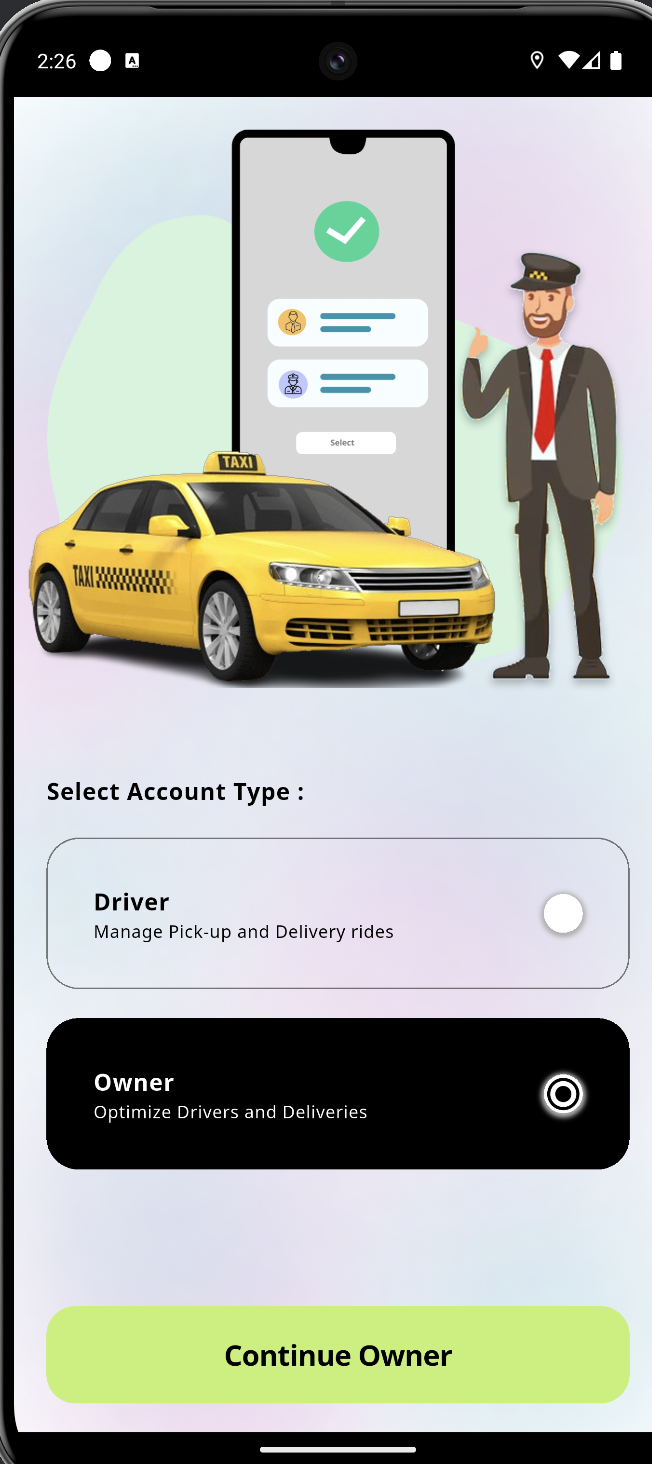 2:26
A
Select
TAXI
TAXI
Select Account Type :
Driver
Manage Pick-up and Delivery rides
Owner
Optimize Drivers and Deliveries
Continue Owner